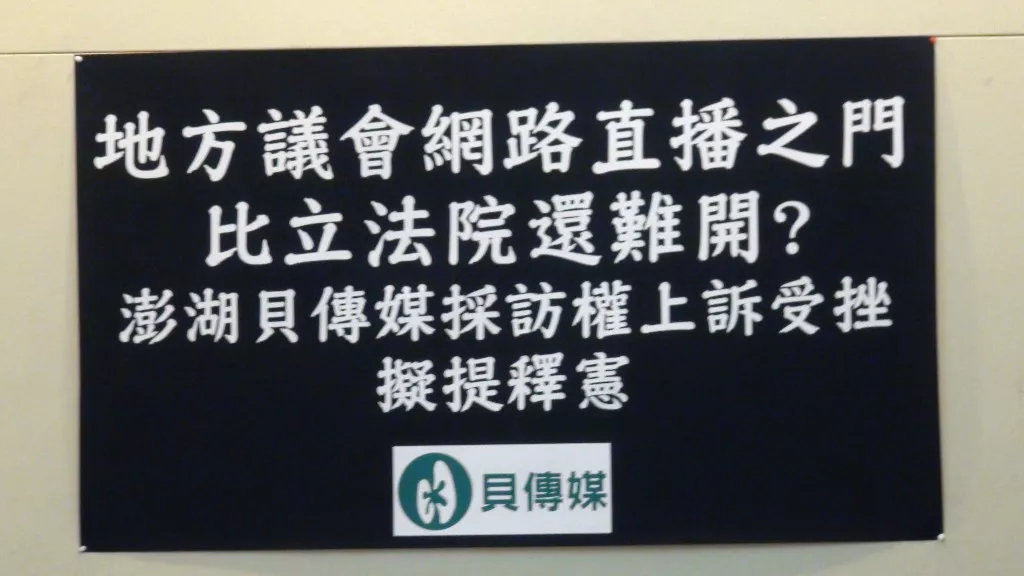 地方議會網路直播之門
比立法院還難開?
澎湖貝傳媒採訪權上訴受挫
擬提釋憲
貝傳媒